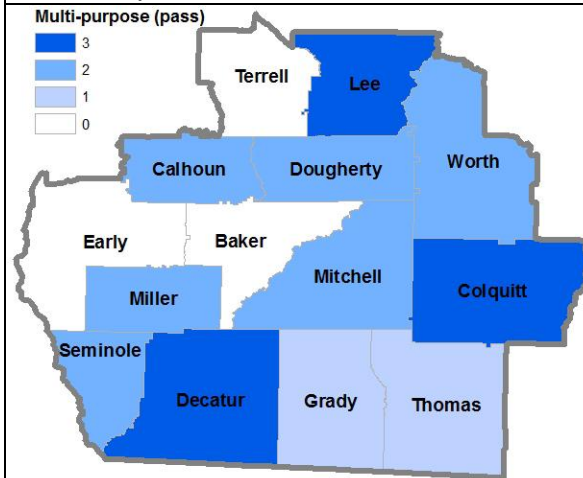 Multi-purpose (pass)
3
2
1
0
Terrell
Lee
Calhoun
Dougherty
Worth
Early
Baker
Mitchell
Miller
Colquitt
Seminole
Decatur
Grady
Thomas